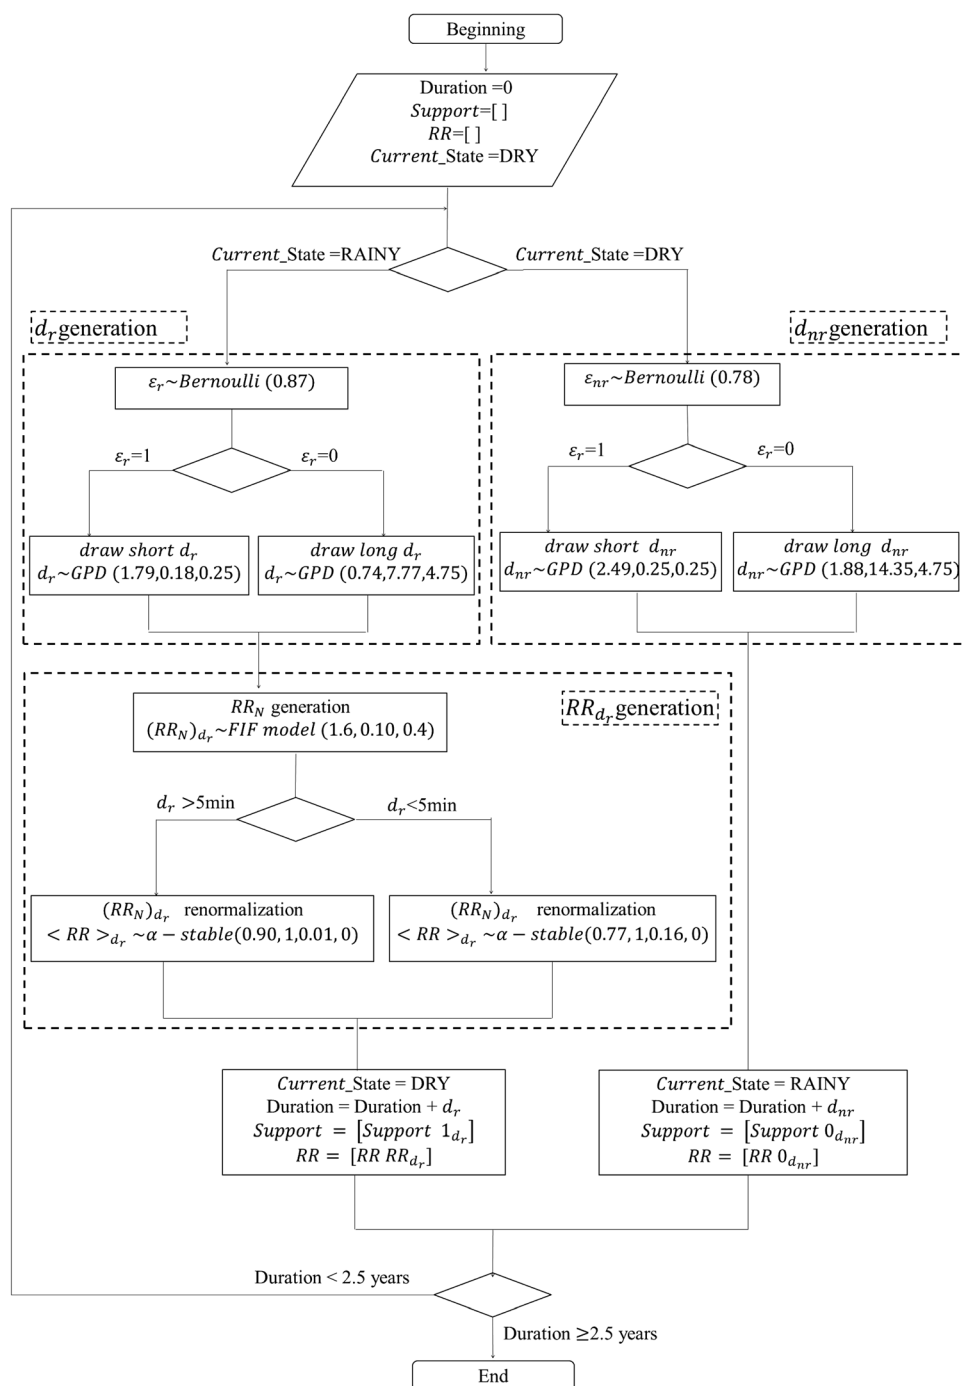 Beginning
Duration =0
Support=[ ]
RR=[ ]
Current_State =DRY
Current_State =RAINY
Current_State =DRY
d_r generation
d_nr generation
ε_r~Bernoulli (0.87)
ε_nr~Bernoulli (0.78)
ε_r=1
ε_r=0
ε_r=1
ε_r=0
draw short d_r
d_r~GPD (1.79,0.18,0.25)
draw long d_r
d_r~GPD (0.74,7.77,4.75)
draw short d_nr
d_nr~GPD (2.49,0.25,0.25)
draw long d_nr
d_nr~GPD (1.88,14.35,4.75)
RR_N generation
(RR_N)_d_r~FIF model (1.6, 0.10, 0.4)
RR_d_r generation
d_r >5min
d_r<5min
(RR_N)_d_r renormalization
< RR >_d_r ~α − stable(0.90, 1,0.01, 0)
(RR_N)_d_r renormalization
< RR >_d_r ~α − stable(0.77, 1,0.16, 0)
Current_State = DRY
Duration = Duration + d_r
Support = [Support 1_d_r]
RR = [RR RR_d_r]
Current_State = RAINY
Duration = Duration + d_nr
Support = [Support 0_d_nr]
RR = [RR 0_d_nr]
Duration < 2.5 years
Duration ≥2.5 years
End